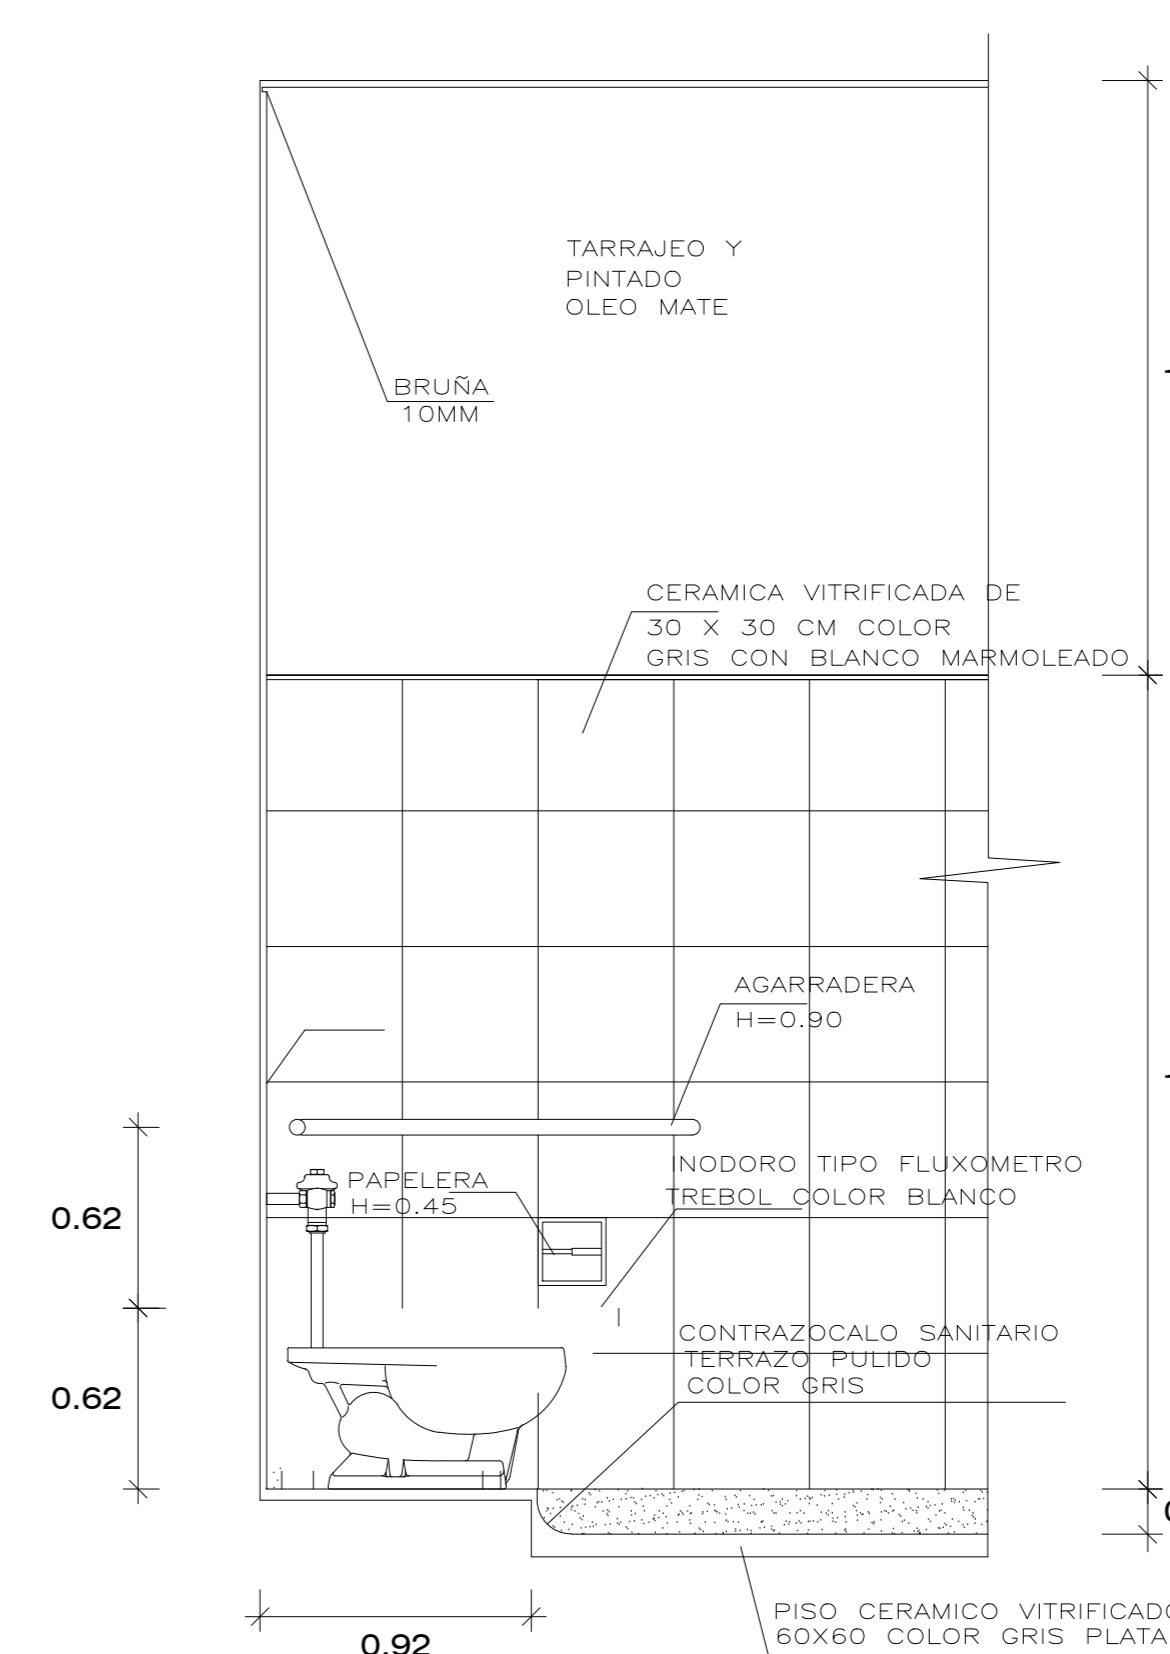 TARRAJEO Y
PINTADO
OLEO MATE
BRUÑA
10MM
CERAMICA VITRIFICADA DE
30 X 30 CM COLOR
GRIS CON BLANCO MARMOLEADO
AGARRADERA
H=0.90
INODORO TIPO FLUXOMETRO
TREBOL COLOR BLANCO
PAPELERA
H=0.45
0.62
CONTRAZOCALO SANITARIO
TERRAZO PULIDO
COLOR GRIS
0.62
PISO CERAMICO VITRIFICADO
60X60 COLOR GRIS PLATA
0.92